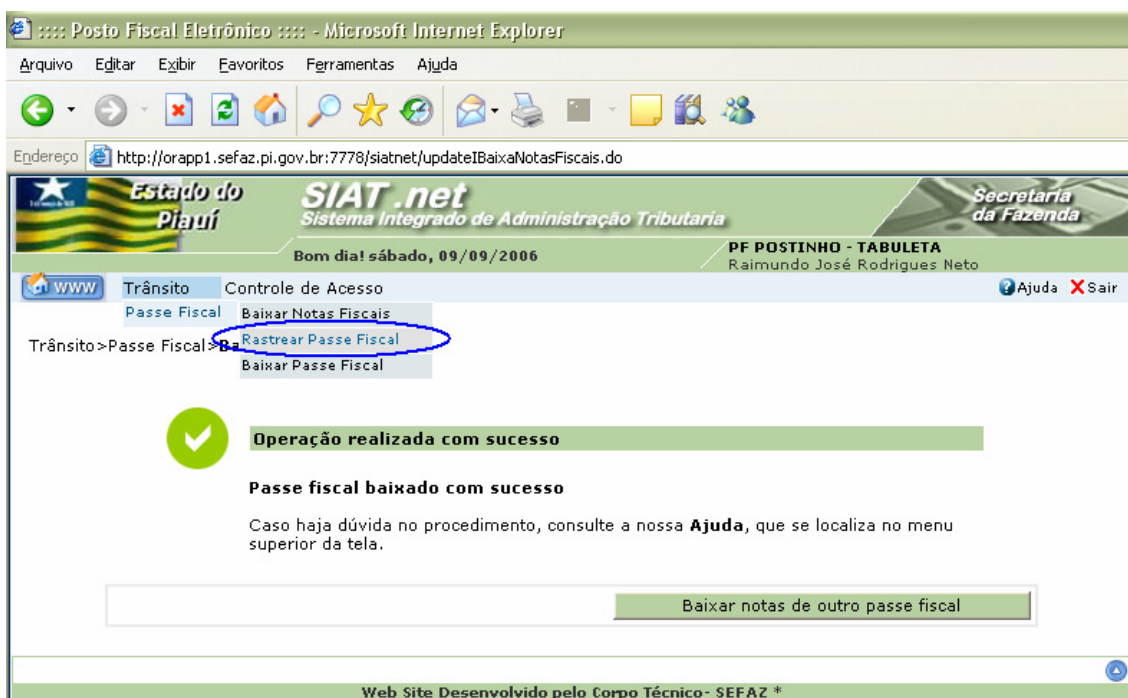 :::: Posto Fiscal Eletrônico :::: - Microsoft Internet Explorer
Arquivo Editar Exibir Favoritos Ferramentas Ajuda
Endereço http://orapp1.sefaz.pi.gov.br:7778/siatnet/updateIBaixaNotasFiscais.do
Estado do Piauí
SIAT .net
Sistema Integrado de Administração Tributaria
Secretaria da Fazenda
Bom dia! sábado, 09/09/2006
PF POSTINHO - TABULETA
Raimundo José Rodrigues Neto
www Trânsito Controle de Acesso Ajuda Sair
Passe Fiscal Baixar Notas Fiscais
Rastrear Passe Fiscal
Trânsito>Passe Fiscal>Ba
Baixar Passe Fiscal
Operação realizada com sucesso
Passe fiscal baixado com sucesso
Caso haja dúvida no procedimento, consulte a nossa Ajuda, que se localiza no menu
superior da tela.
Baixar notas de outro passe fiscal
Web Site Desenvolvido pelo Corpo Técnico- SEFAZ *